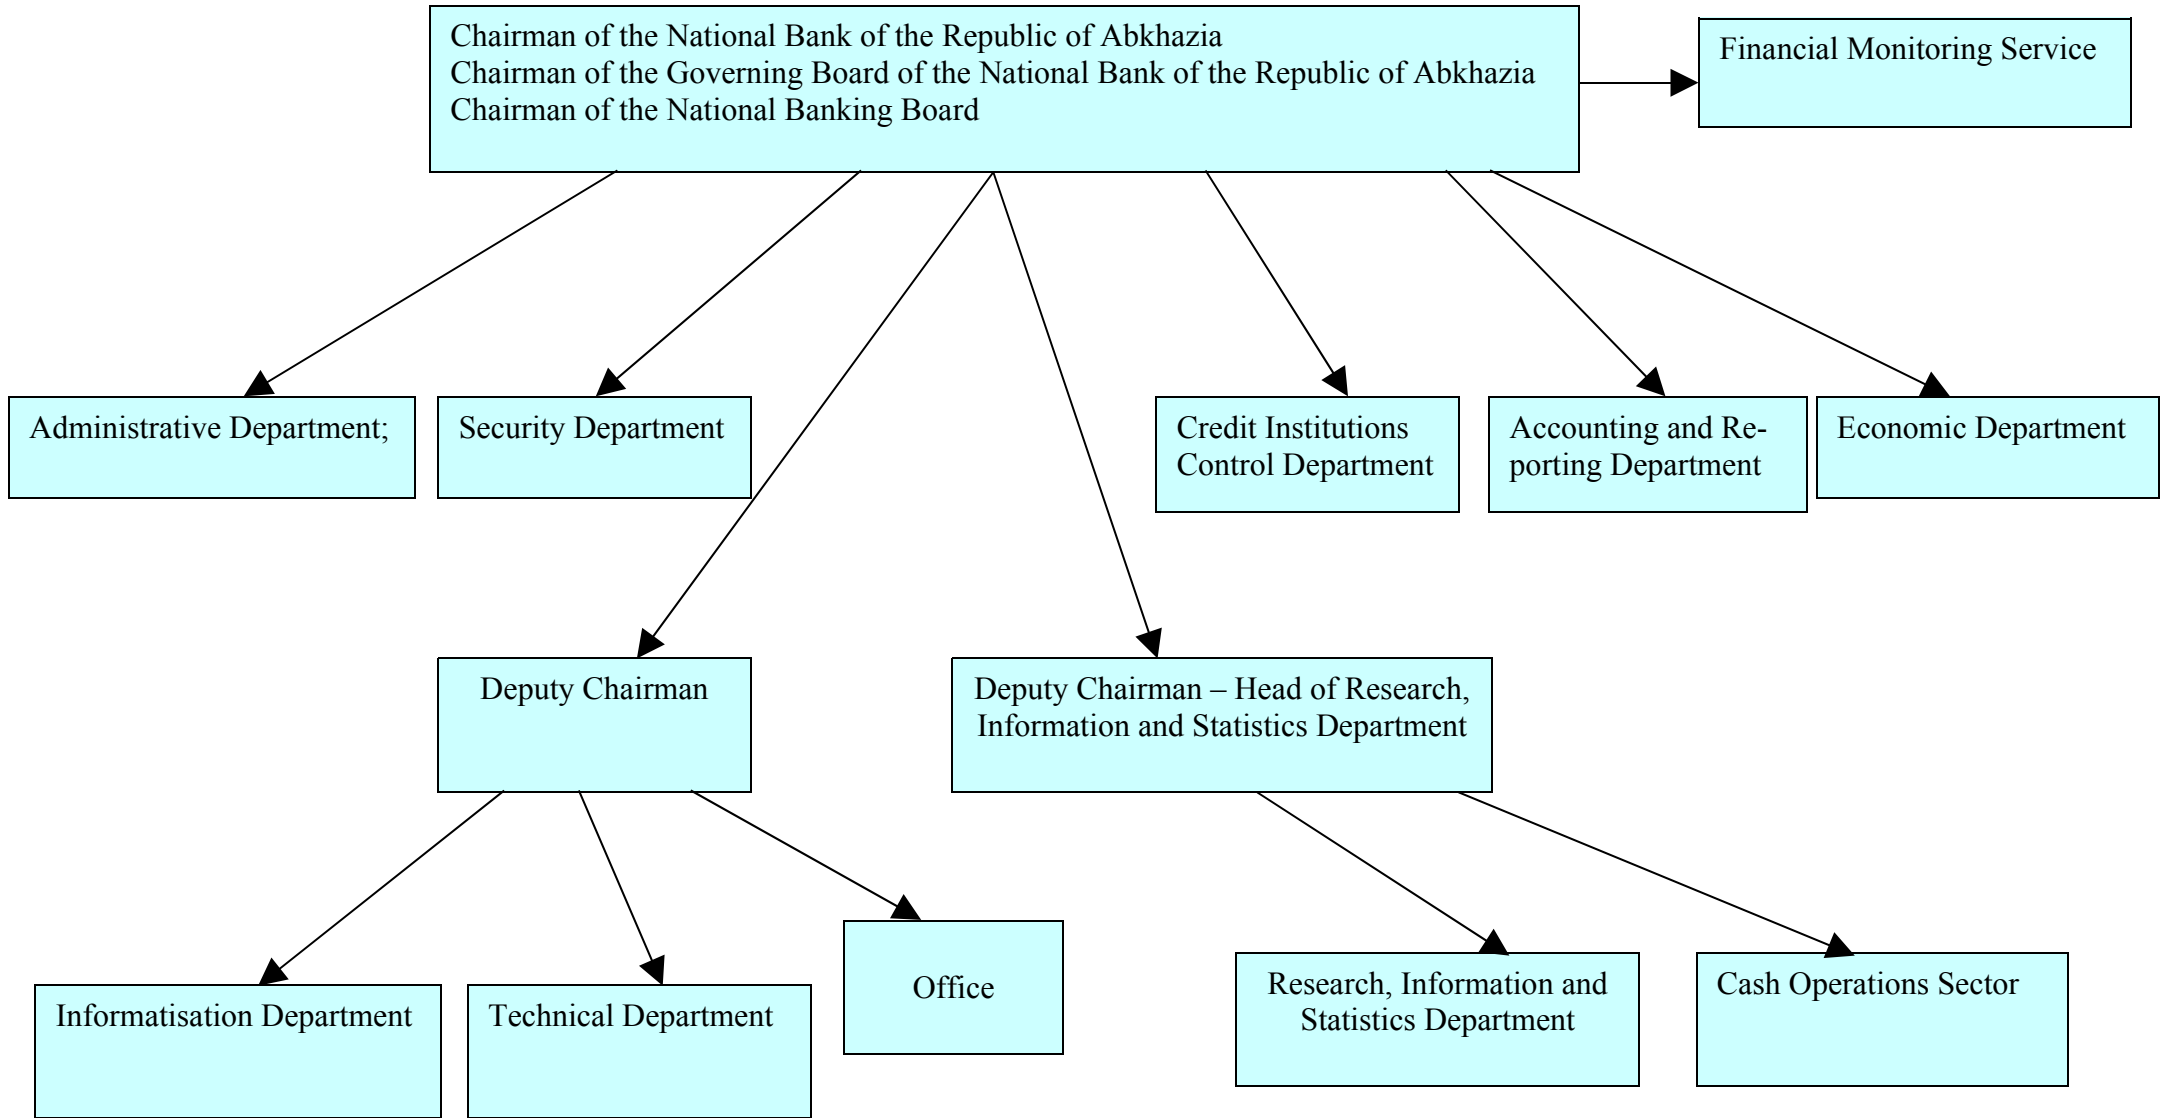 Chairman of the National Bank of the Republic of Abkhazia
Chairman of the Governing Board of the National Bank of the Republic of Abkhazia
Chairman of the National Banking Board
Financial Monitoring Service
Administrative Department;
Security Department
Credit Institutions
Control Department
Accounting and Re-
porting Department
Economic Department
Deputy Chairman
Deputy Chairman – Head of Research,
Information and Statistics Department
Informatisation Department
Technical Department
Office
Research, Information and
Statistics Department
Cash Operations Sector